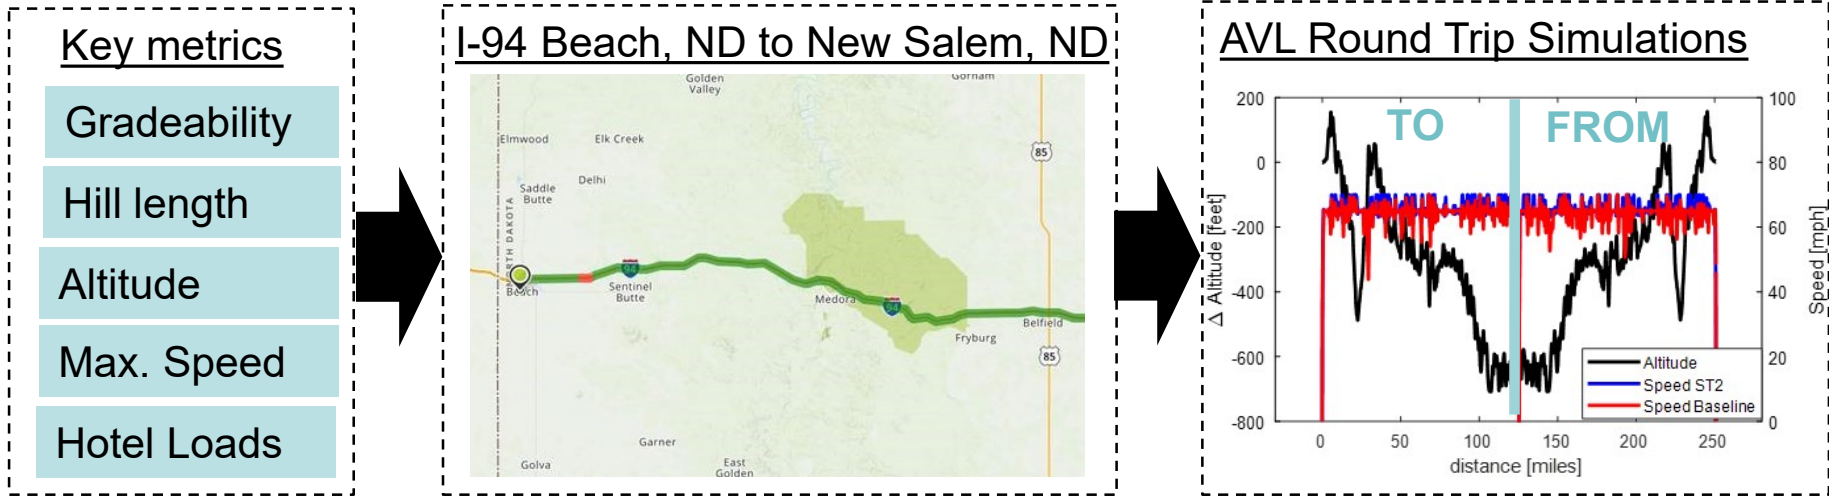 Key metrics
Gradeability
Hill length
Altitude
Max. Speed
Hotel Loads
I-94 Beach, ND to New Salem, ND
Golden
Valley
Gorham
Elmwood
Elk Creek
85
Delhi
Saddle
Butte
NORTH DAKOTA
94
Beach
Sentinel
Butte
Medora
94
Belfield
Fryburg
85
Garner
Golva
East
Golden
AVL Round Trip Simulations
TO
FROM
200
0
-200
-400
-600
-800
Δ Altitude [feet]
100
80
60
40
20
0
Speed [mph]
Altitude
Speed ST2
Speed Baseline
0
50
100
150
200
250
distance [miles]